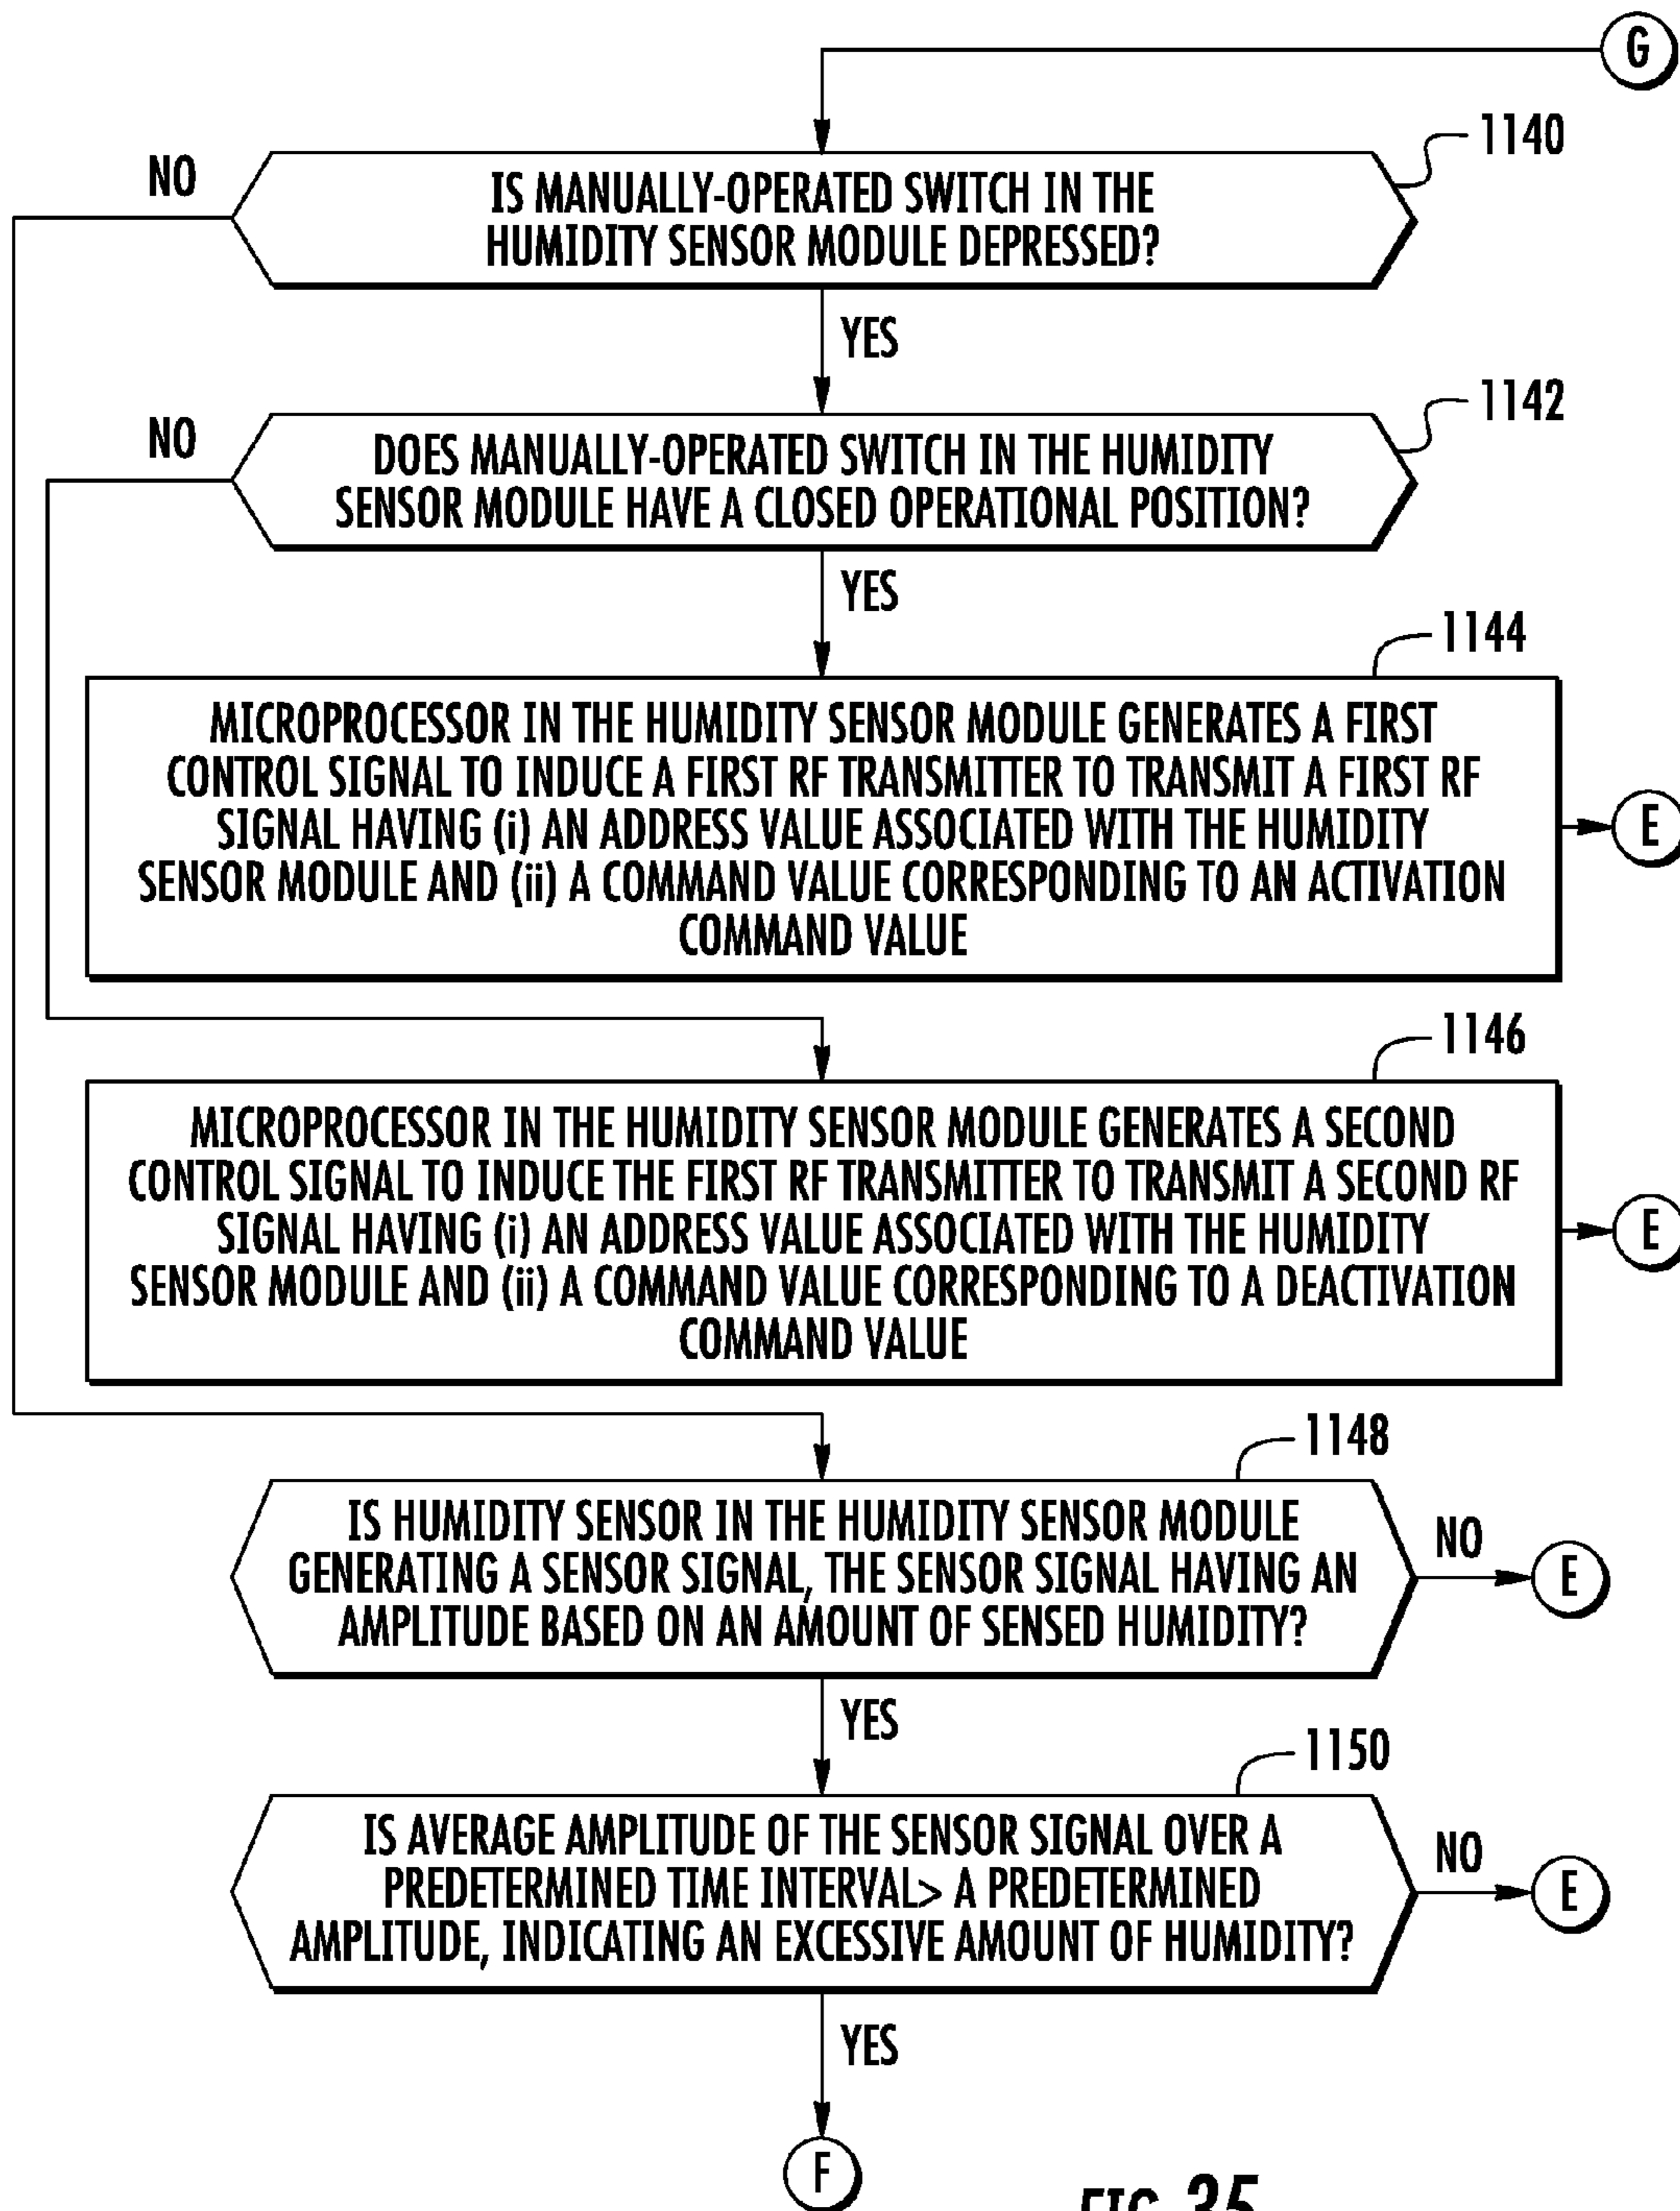 G
1140
NO
IS MANUALLY-OPERATED SWITCH IN THE
HUMIDITY SENSOR MODULE DEPRESSED?
YES
1142
NO
DOES MANUALLY-OPERATED SWITCH IN THE HUMIDITY
SENSOR MODULE HAVE A CLOSED OPERATIONAL POSITION?
YES
1144
MICROPROCESSOR IN THE HUMIDITY SENSOR MODULE GENERATES A FIRST
CONTROL SIGNAL TO INDUCE A FIRST RF TRANSMITTER TO TRANSMIT A FIRST RF
SIGNAL HAVING (i) AN ADDRESS VALUE ASSOCIATED WITH THE HUMIDITY
SENSOR MODULE AND (ii) A COMMAND VALUE CORRESPONDING TO AN ACTIVATION
COMMAND VALUE
E
1146
MICROPROCESSOR IN THE HUMIDITY SENSOR MODULE GENERATES A SECOND
CONTROL SIGNAL TO INDUCE THE FIRST RF TRANSMITTER TO TRANSMIT A SECOND RF
SIGNAL HAVING (i) AN ADDRESS VALUE ASSOCIATED WITH THE HUMIDITY
SENSOR MODULE AND (ii) A COMMAND VALUE CORRESPONDING TO A DEACTIVATION
COMMAND VALUE
E
1148
IS HUMIDITY SENSOR IN THE HUMIDITY SENSOR MODULE
GENERATING A SENSOR SIGNAL, THE SENSOR SIGNAL HAVING AN
AMPLITUDE BASED ON AN AMOUNT OF SENSED HUMIDITY?
NO
E
YES
1150
IS AVERAGE AMPLITUDE OF THE SENSOR SIGNAL OVER A
PREDETERMINED TIME INTERVAL> A PREDETERMINED
AMPLITUDE, INDICATING AN EXCESSIVE AMOUNT OF HUMIDITY?
NO
E
YES
F
FIG. 35